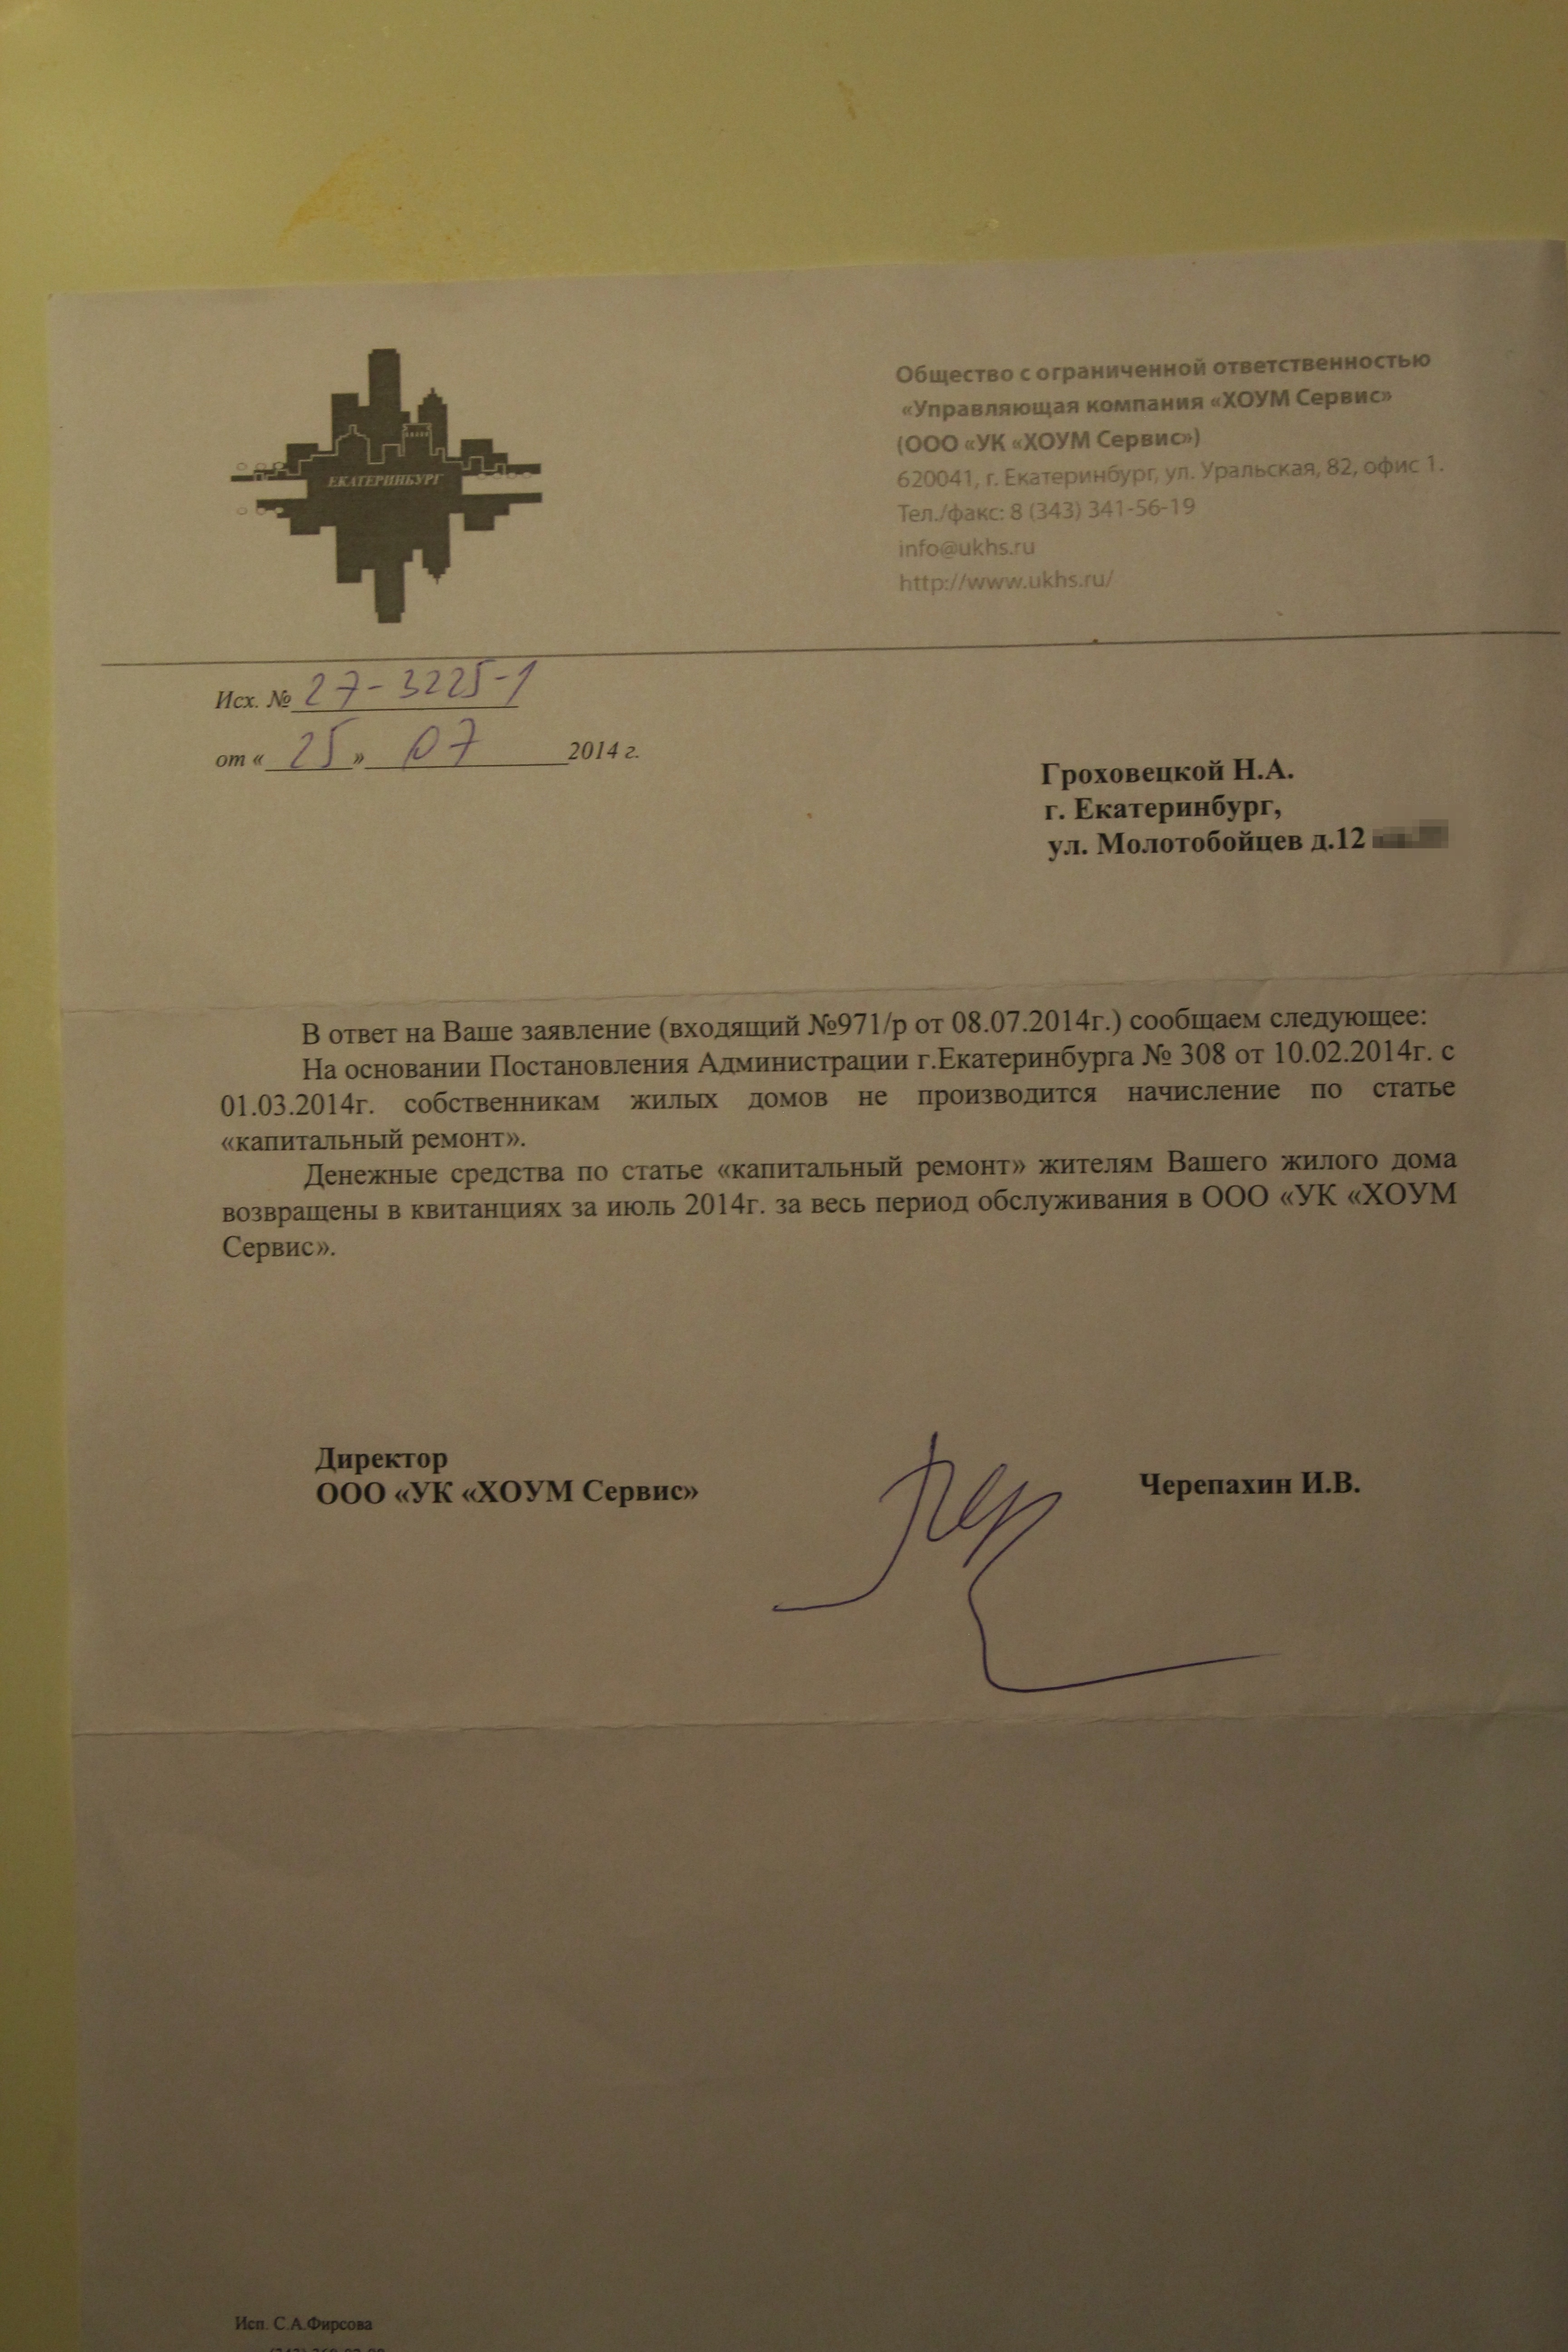 ЕКАТЕРИНБУРГ
Общество с ограниченной ответственностью
«Управляющая компания «ХОУМ Сервис»
(ООО «УК «ХОУМ Сервис»)
620041, г. Екатеринбург, ул. Уральская, 82, офис 1.
Тел./факс: 8 (343) 341-56-19
info@ukhs.ru
http://www.ukhs.ru/
Исх. № 27-3225-1
от « 25 » 07 2014 г.
Гроховецкой Н.А.
г. Екатеринбург,
ул. Молотобойцев д.12
В ответ на Ваше заявление (входящий №971/р от 08.07.2014г.) сообщаем следующее:
На основании Постановления Администрации г.Екатеринбурга № 308 от 10.02.2014г. с
01.03.2014г. собственникам жилых домов не производится начисление по статье
«капитальный ремонт».
Денежные средства по статье «капитальный ремонт» жителям Вашего жилого дома
возвращены в квитанциях за июль 2014г. за весь период обслуживания в ООО «УК «ХОУМ
Сервис».
Директор
ООО «УК «ХОУМ Сервис»
Черепахин И.В.
Исп. С.А.Фирсова